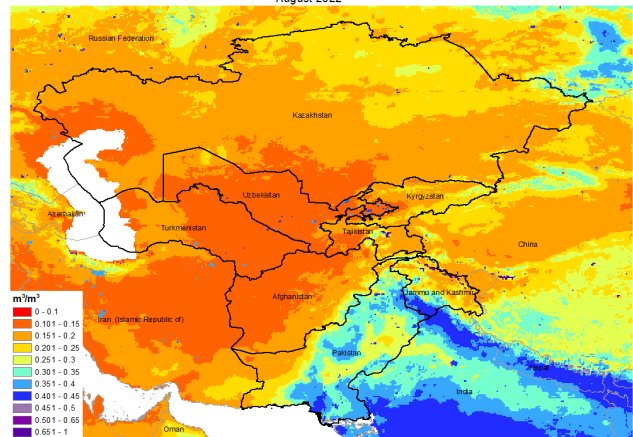 August 2022
Russian Federation
Kazakhstan
Uzbekistan
Kyrgyzstan
Azerbaijan
Turkmenistan
Tajikistan
China
Afghanistan
Jammu and Kashmir
m³/m³
0 - 0.1
0.101 - 0.15
Iran (Islamic Republic of)
0.151 - 0.2
0.201 - 0.25
0.251 - 0.3
Pakistan
0.301 - 0.35
Nepal
0.351 - 0.4
India
0.401 - 0.45
0.451 - 0.5
0.501 - 0.65
Oman
0.651 - 1